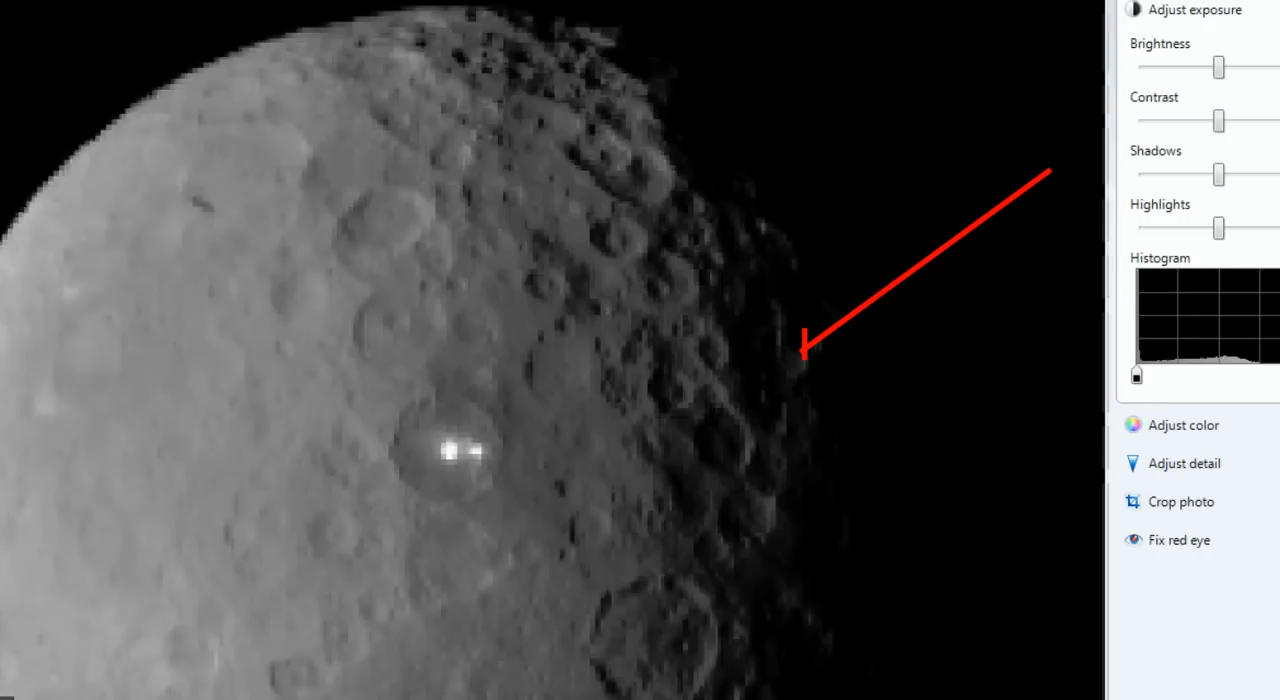 Adjust exposure
Brightness
Contrast
Shadows
Highlights
Histogram
Adjust color
Adjust detail
Crop photo
Fix red eye